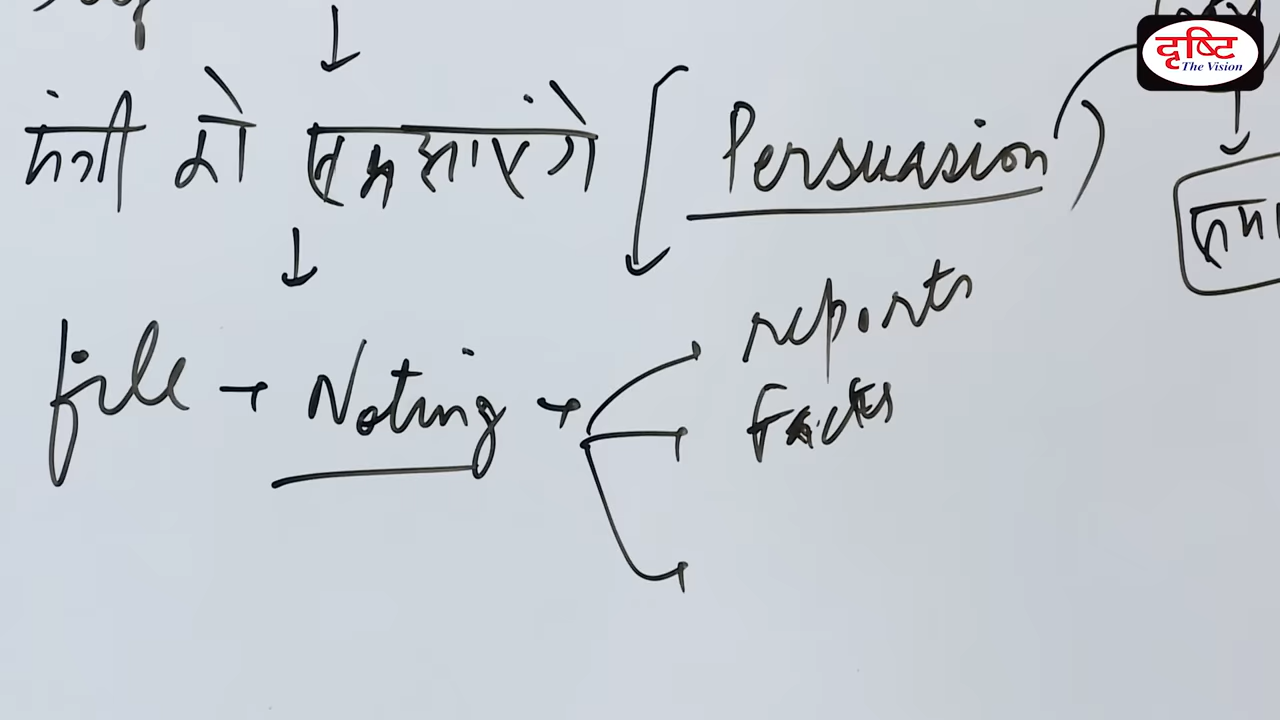 दृष्टि
The Vision
मंत्री को समझाएंगे [ Persuasion )
file → Noting →
reports
Facts